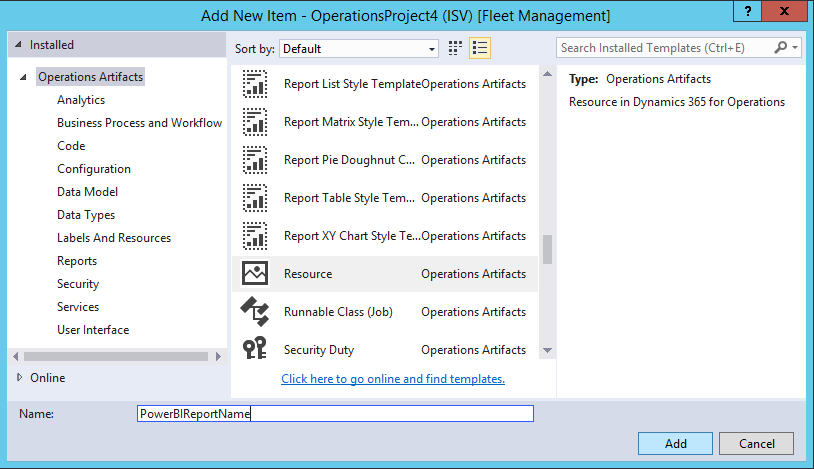 Add New Item - OperationsProject4 (ISV) [Fleet Management]
? X
Installed
Sort by: Default
Search Installed Templates (Ctrl+E)
Operations Artifacts
Analytics
Business Process and Workflow
Code
Configuration
Data Model
Data Types
Labels And Resources
Reports
Security
Services
User Interface
Online
Report List Style Template Operations Artifacts
Report Matrix Style Tem... Operations Artifacts
Report Pie Doughnut C... Operations Artifacts
Report Table Style Tem... Operations Artifacts
Report XY Chart Style Te... Operations Artifacts
Resource Operations Artifacts
Runnable Class (Job) Operations Artifacts
Security Duty Operations Artifacts
Click here to go online and find templates.
Type: Operations Artifacts
Resource in Dynamics 365 for Operations
Name: PowerBIReportName
Add Cancel